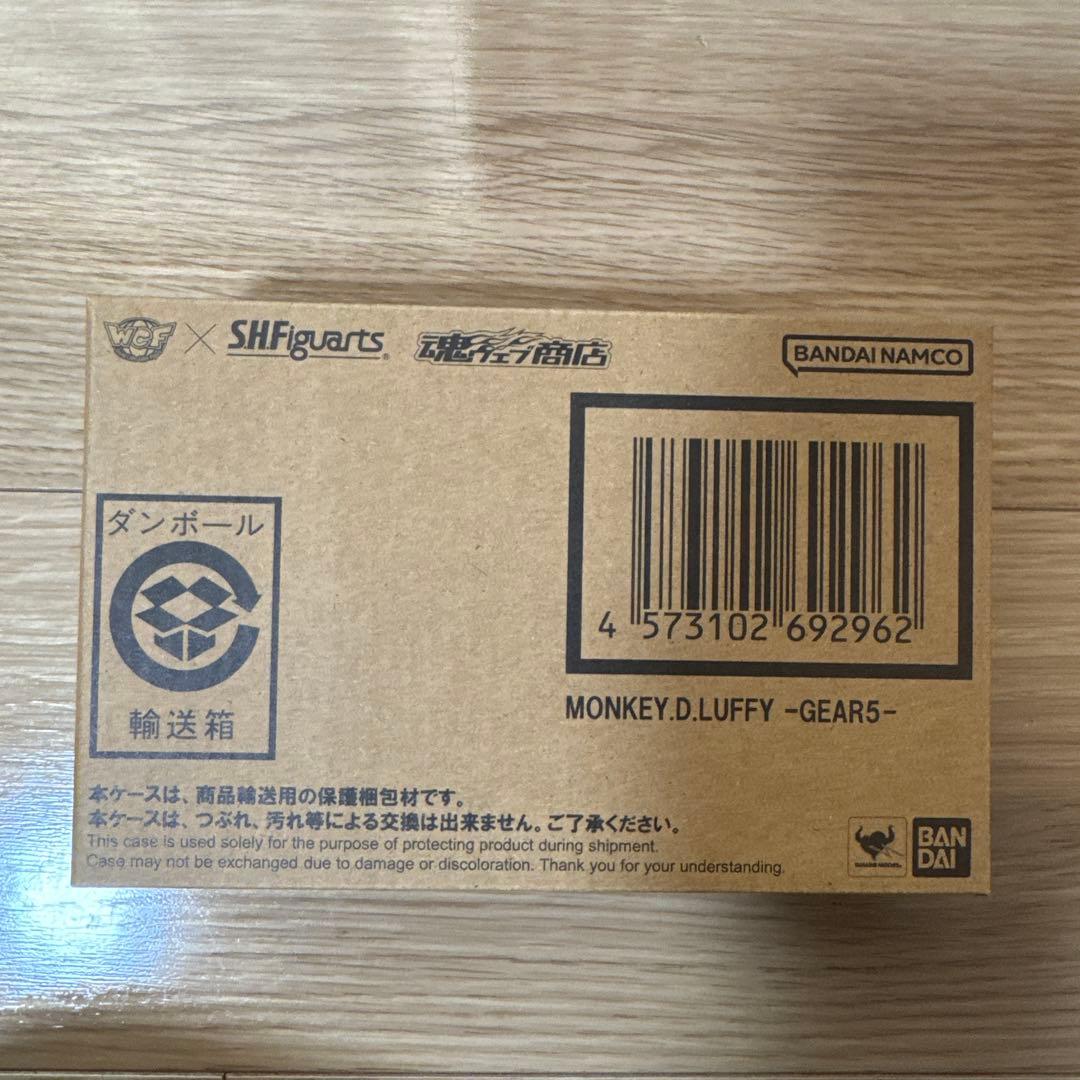 WCF × S.H.Figuarts® 魂ウェブ商店 BANDAI NAMCO
ダンボール
輸送箱
4 573102 692962
MONKEY.D.LUFFY -GEAR5-
本ケースは、商品輸送用の保護梱包材です。
本ケースは、つぶれ、汚れ等による交換は出来ません。ご了承ください。
This case is used solely for the purpose of protecting product during shipment.
Case may not be exchanged due to damage or discoloration. Thank you for your understanding.
TAMASHII NATIONS
BAN
DAI